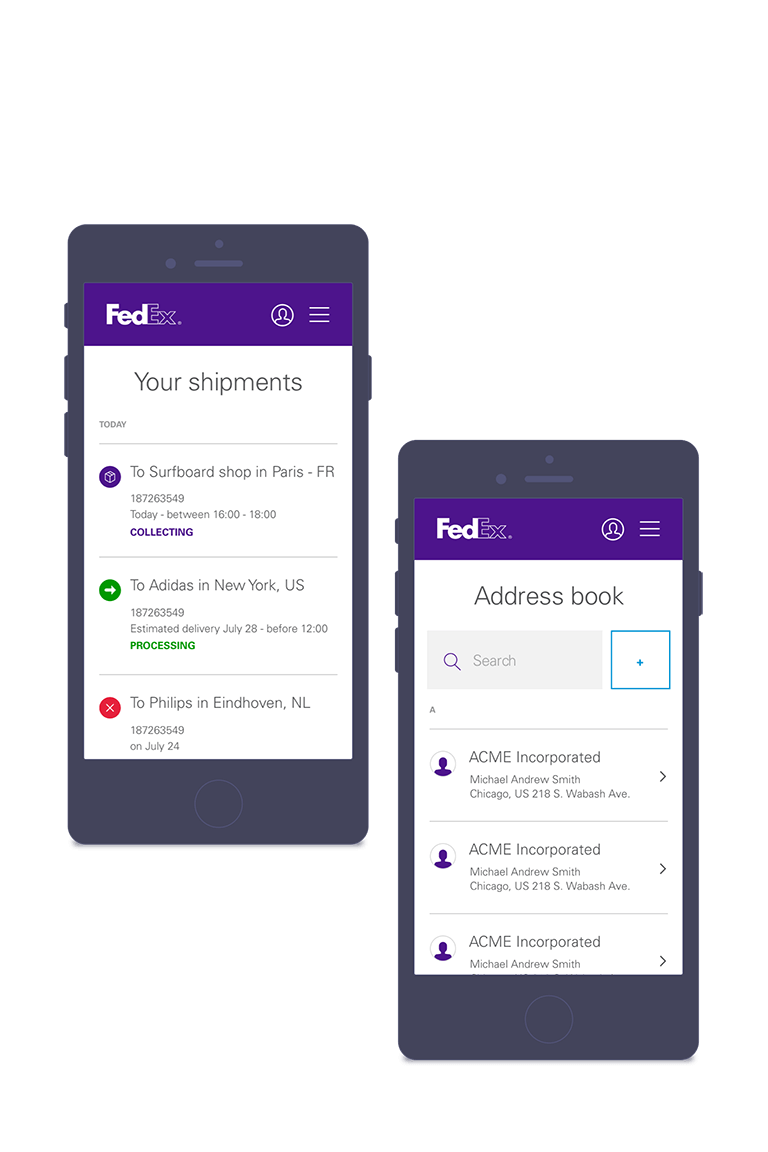 FedEx®
Your shipments
TODAY
To Surfboard shop in Paris - FR
187263549
Today - between 16:00 - 18:00
COLLECTING
To Adidas in New York, US
187263549
Estimated delivery July 28 - before 12:00
PROCESSING
To Philips in Eindhoven, NL
187263549
on July 24
FedEx®
Address book
Search
+
A
ACME Incorporated
Michael Andrew Smith
Chicago, US 218 S. Wabash Ave.
ACME Incorporated
Michael Andrew Smith
Chicago, US 218 S. Wabash Ave.
ACME Incorporated
Michael Andrew Smith